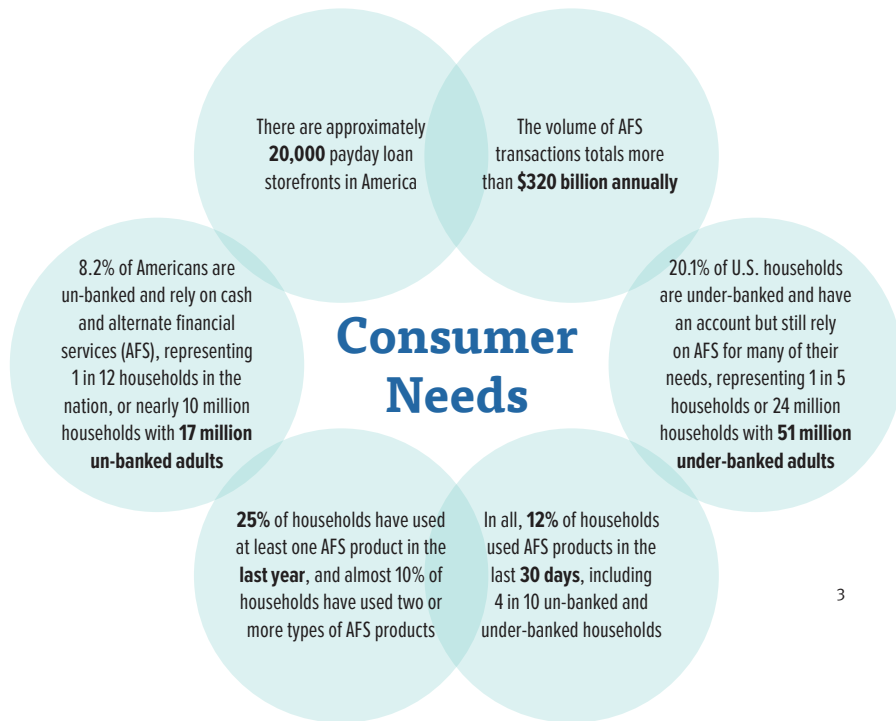 There are approximately
20,000 payday loan
storefronts in America
The volume of AFS
transactions totals more
than $320 billion annually
8.2% of Americans are
un-banked and rely on cash
and alternate financial
services (AFS), representing
1 in 12 households in the
nation, or nearly 10 million
households with 17 million
un-banked adults
Consumer
Needs
20.1% of U.S. households
are under-banked and have
an account but still rely
on AFS for many of their
needs, representing 1 in 5
households or 24 million
households with 51 million
under-banked adults
25% of households have used
at least one AFS product in the
last year, and almost 10% of
households have used two or
more types of AFS products
In all, 12% of households
used AFS products in the
last 30 days, including
4 in 10 un-banked and
under-banked households
3